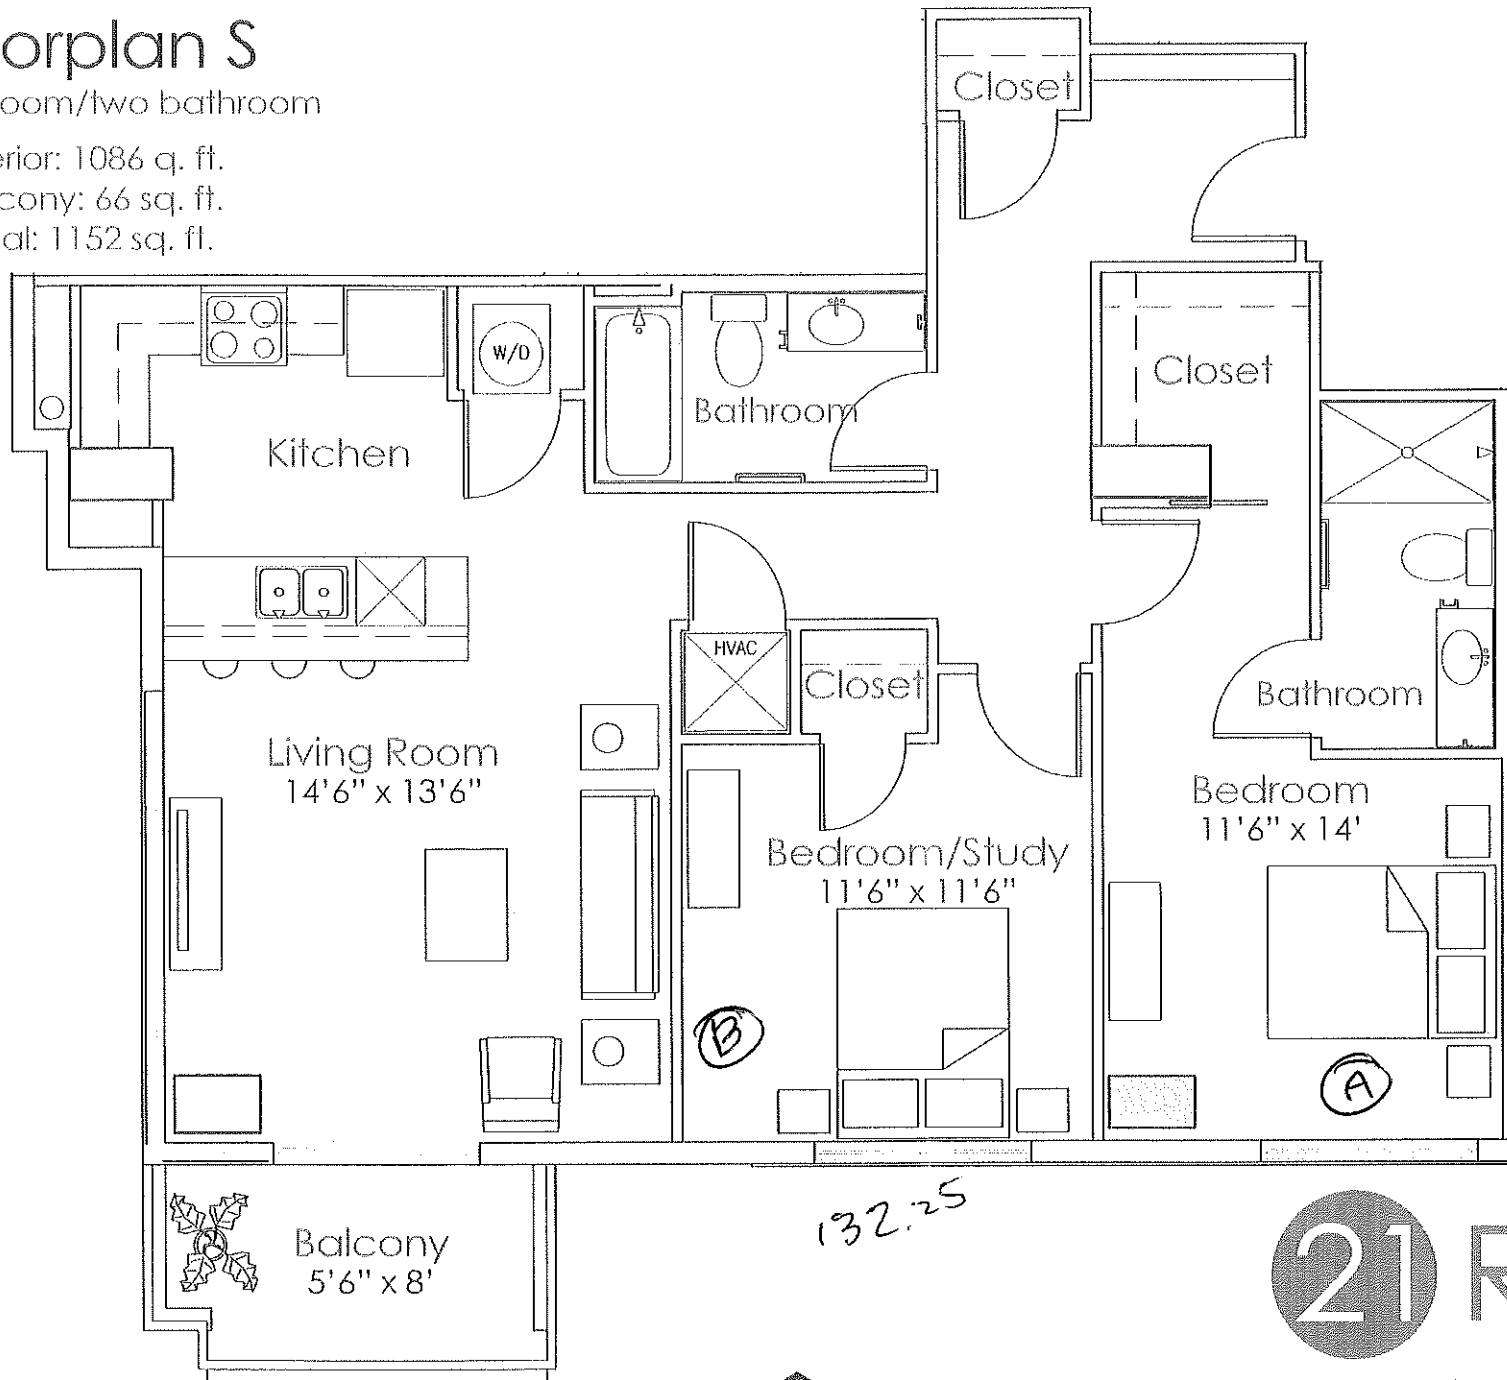 orplan S
oom/two bathroom
erior: 1086 q. ft.
cony: 66 sq. ft.
al: 1152 sq. ft.
Closet
Closet
W/D
Bathroom
Kitchen
HVAC
Closet
Bathroom
Living Room
14'6" x 13'6"
Bedroom
11'6" x 14'
Bedroom/Study
11'6" x 11'6"
B
A
132.25
Balcony
5'6" x 8'
21 R